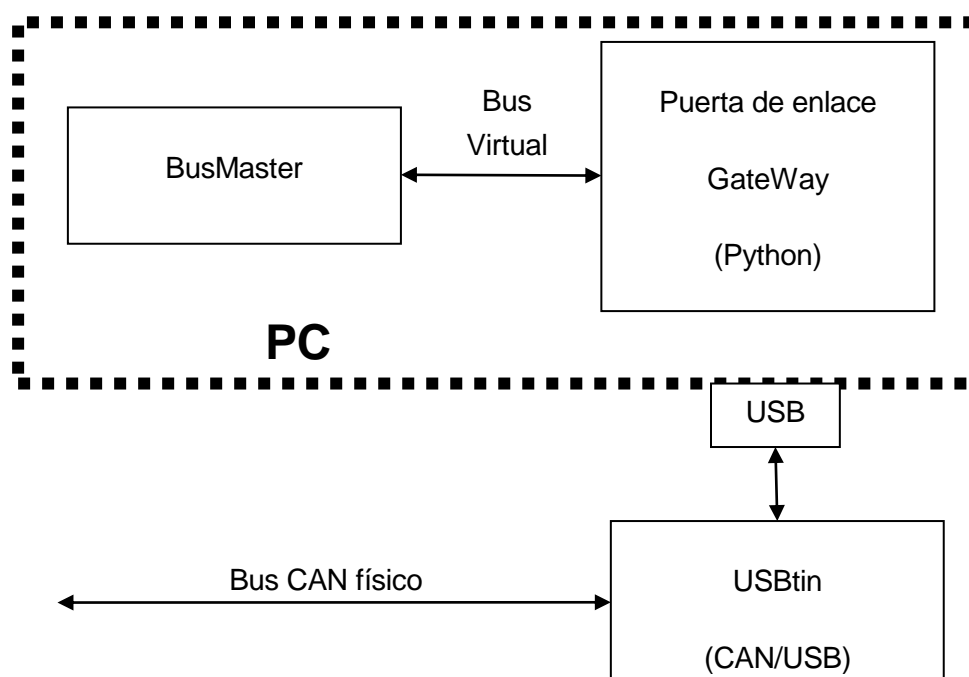 Bus
Virtual
BusMaster
Puerta de enlace
GateWay
(Python)
PC
USB
Bus CAN físico
USBtin
(CAN/USB)